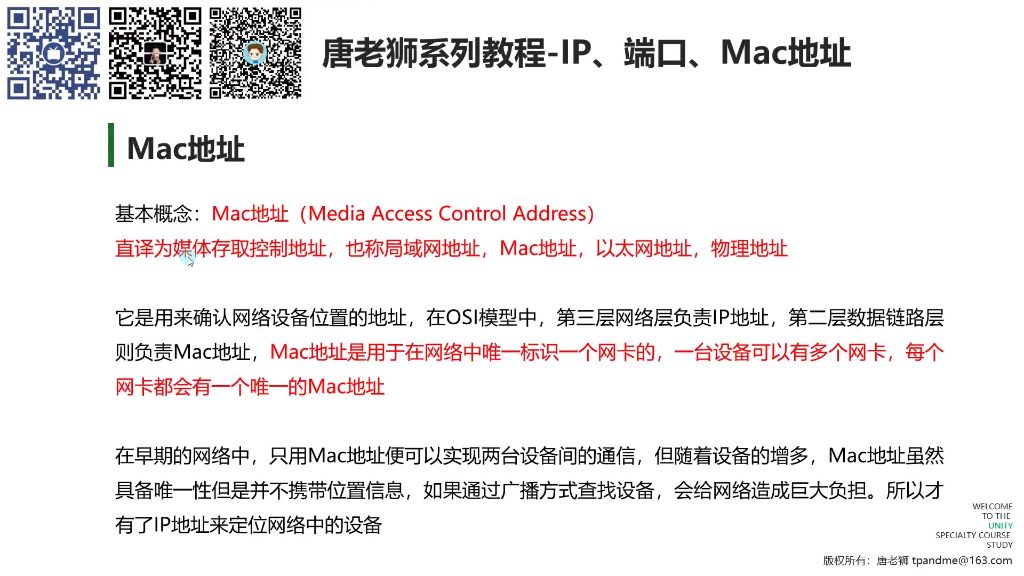 唐老狮系列教程-IP、端口、Mac地址
Mac地址
基本概念：Mac地址（Media Access Control Address）
直译为媒体存取控制地址，也称局域网地址，Mac地址，以太网地址，物理地址
它是用来确认网络设备位置的地址，在OSI模型中，第三层网络层负责IP地址，第二层数据链路层
则负责Mac地址，Mac地址是用于在网络中唯一标识一个网卡的，一台设备可以有多个网卡，每个
网卡都会有一个唯一的Mac地址
在早期的网络中，只用Mac地址便可以实现两台设备间的通信，但随着设备的增多，Mac地址虽然
具备唯一性但是并不携带位置信息，如果通过广播方式查找设备，会给网络造成巨大负担。所以才
有了IP地址来定位网络中的设备
WELCOME
TO THE
UNITY
SPECIALTY COURSE
STUDY
版权所有：唐老狮 tpandme@163.com